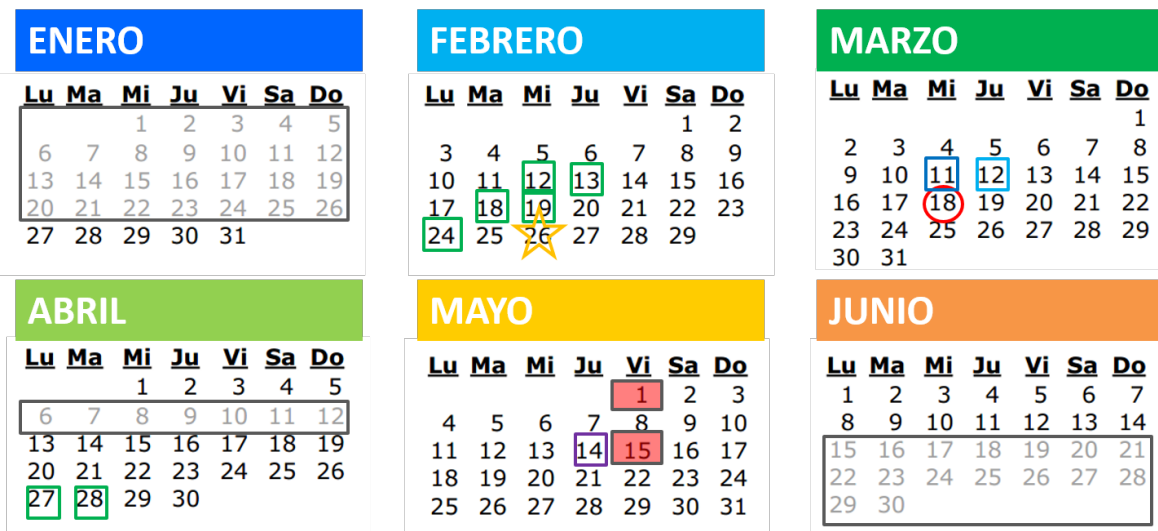 ENERO
Lu Ma Mi Ju Vi Sa Do
1 2 3 4 5
6 7 8 9 10 11 12
13 14 15 16 17 18 19
20 21 22 23 24 25 26
27 28 29 30 31
FEBRERO
Lu Ma Mi Ju Vi Sa Do
1 2
3 4 5 6 7 8 9
10 11 12 13 14 15 16
17 18 19 20 21 22 23
24 25 26 27 28 29
MARZO
Lu Ma Mi Ju Vi Sa Do
1
2 3 4 5 6 7 8
9 10 11 12 13 14 15
16 17 18 19 20 21 22
23 24 25 26 27 28 29
30 31
ABRIL
Lu Ma Mi Ju Vi Sa Do
1 2 3 4 5
6 7 8 9 10 11 12
13 14 15 16 17 18 19
20 21 22 23 24 25 26
27 28 29 30
MAYO
Lu Ma Mi Ju Vi Sa Do
1 2 3
4 5 6 7 8 9 10
11 12 13 14 15 16 17
18 19 20 21 22 23 24
25 26 27 28 29 30 31
JUNIO
Lu Ma Mi Ju Vi Sa Do
1 2 3 4 5 6 7
8 9 10 11 12 13 14
15 16 17 18 19 20 21
22 23 24 25 26 27 28
29 30